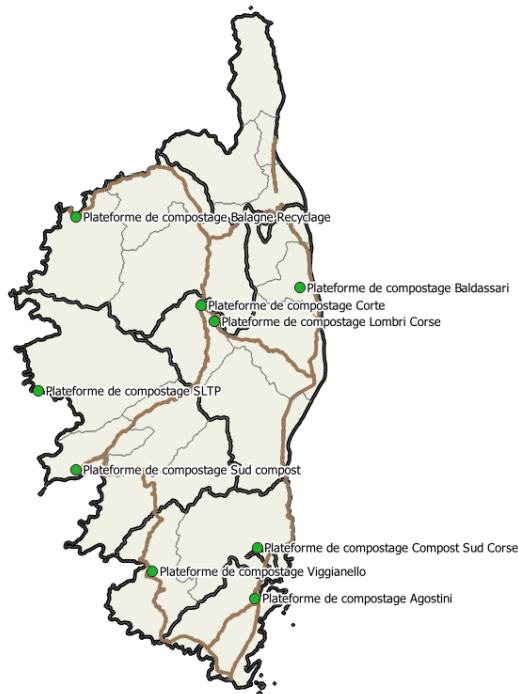 Plateforme de compostage Balagne Recyclage
Plateforme de compostage Baldassari
Plateforme de compostage Corte
Plateforme de compostage Lombri Corse
Plateforme de compostage SLTP
Plateforme de compostage Sud compost
Plateforme de compostage Compost Sud Corse
Plateforme de compostage Viggianello
Plateforme de compostage Agostini